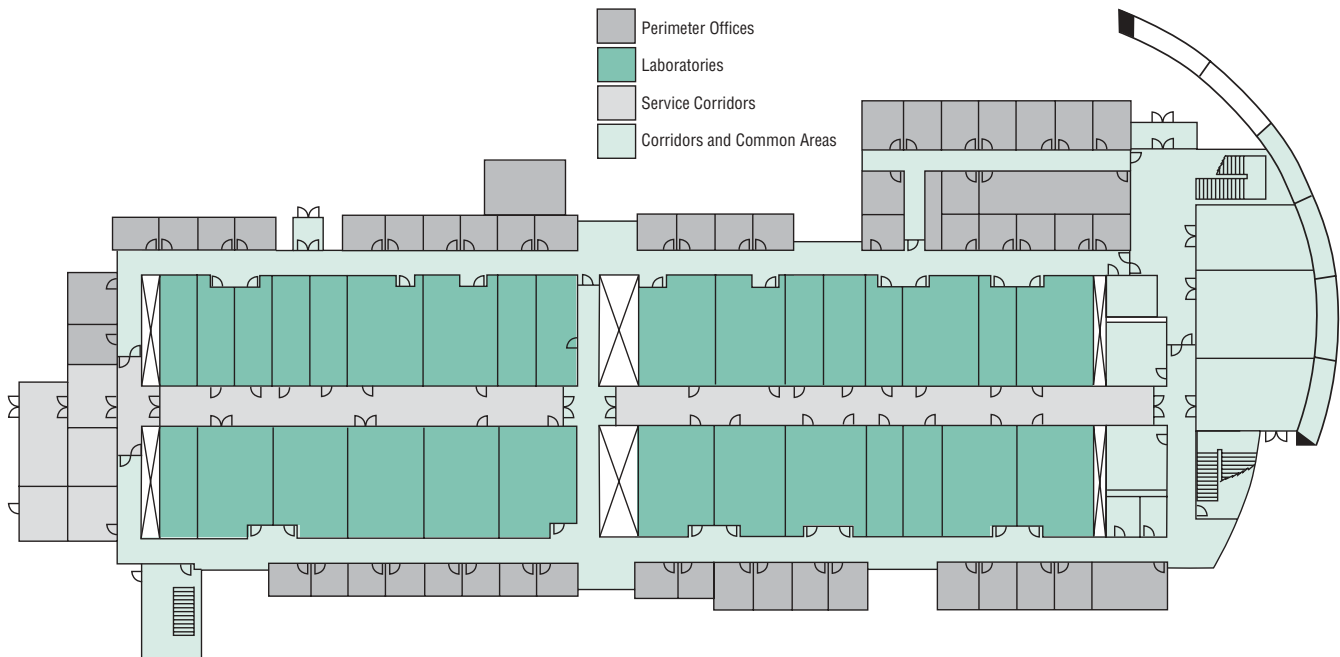 Perimeter Offices
Laboratories
Service Corridors
Corridors and Common Areas